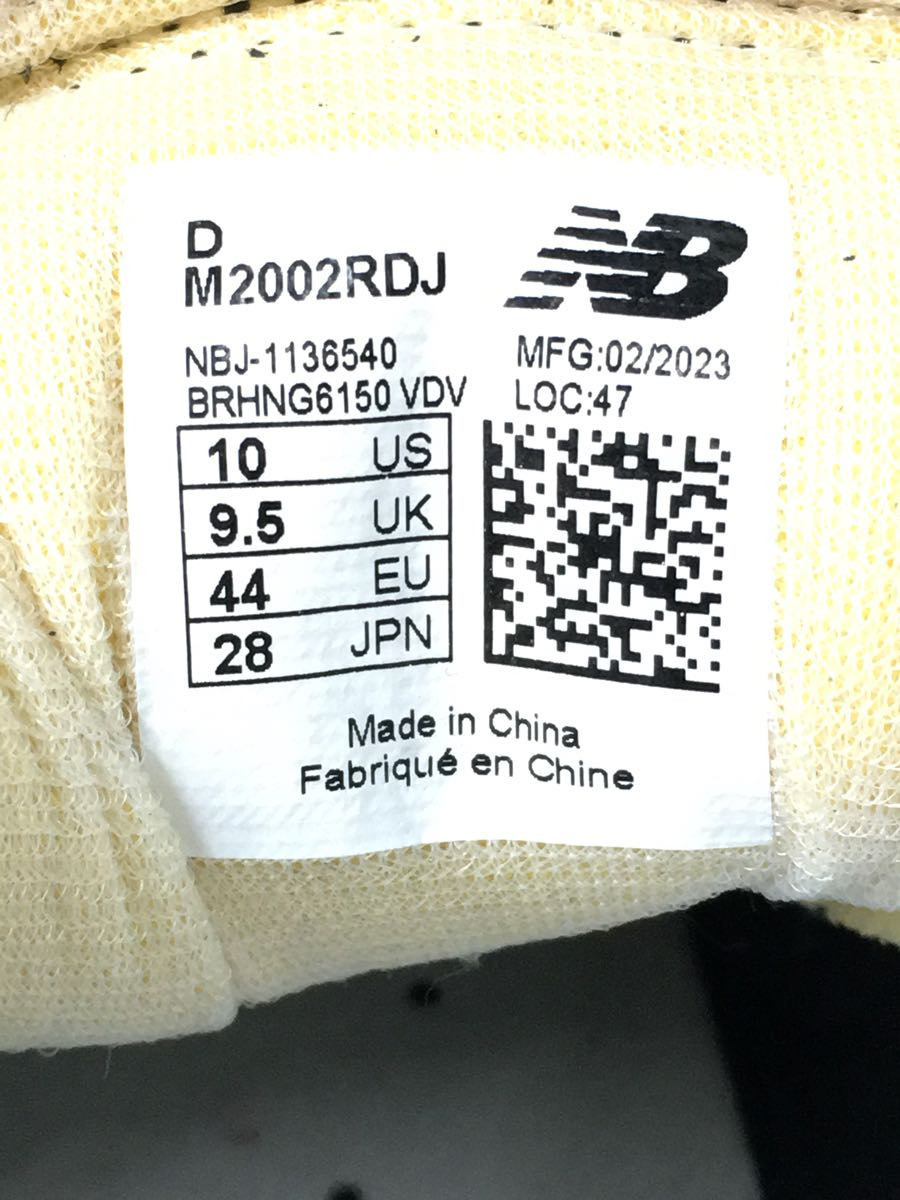 D
M2002RDJ
NB
NBJ-1136540
BRHNG6150 VDV
MFG:02/2023
LOC:47
10 US
9.5 UK
44 EU
28 JPN
Made in China
Fabriqué en Chine